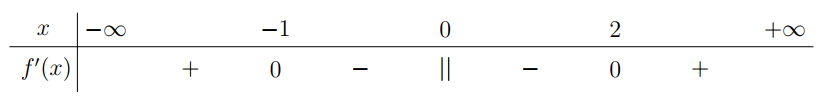 x −∞ −1 0 2 +∞
f′(x) + 0 − || − 0 +